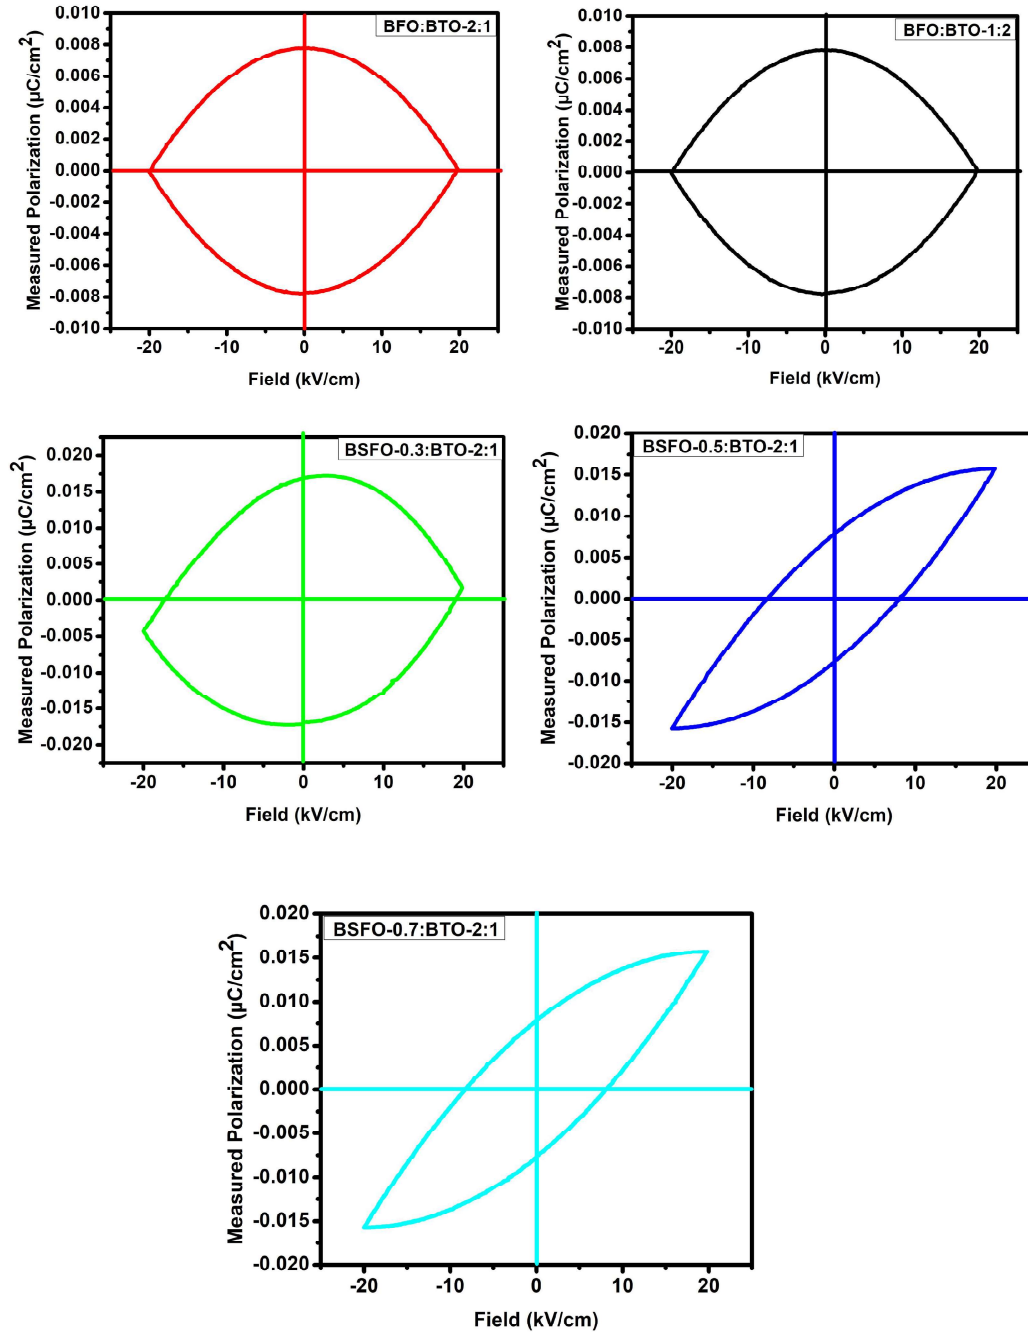 BFO:BTO-2:1
Measured Polarization (µC/cm²)
0.010
0.008
0.006
0.004
0.002
0.000
-0.002
-0.004
-0.006
-0.008
-0.010
-20 -10 0 10 20
Field (kV/cm)
BFO:BTO-1:2
Measured Polarization (µC/cm²)
0.010
0.008
0.006
0.004
0.002
0.000
-0.002
-0.004
-0.006
-0.008
-0.010
-20 -10 0 10 20
Field (kV/cm)
BSFO-0.3:BTO-2:1
Measured Polarization (µC/cm²)
0.020
0.015
0.010
0.005
0.000
-0.005
-0.010
-0.015
-0.020
-20 -10 0 10 20
Field (kV/cm)
BSFO-0.5:BTO-2:1
Measured Polarization (µC/cm²)
0.020
0.015
0.010
0.005
0.000
-0.005
-0.010
-0.015
-0.020
-20 -10 0 10 20
Field (kV/cm)
BSFO-0.7:BTO-2:1
Measured Polarization (µC/cm²)
0.020
0.015
0.010
0.005
0.000
-0.005
-0.010
-0.015
-0.020
-20 -10 0 10 20
Field (kV/cm)